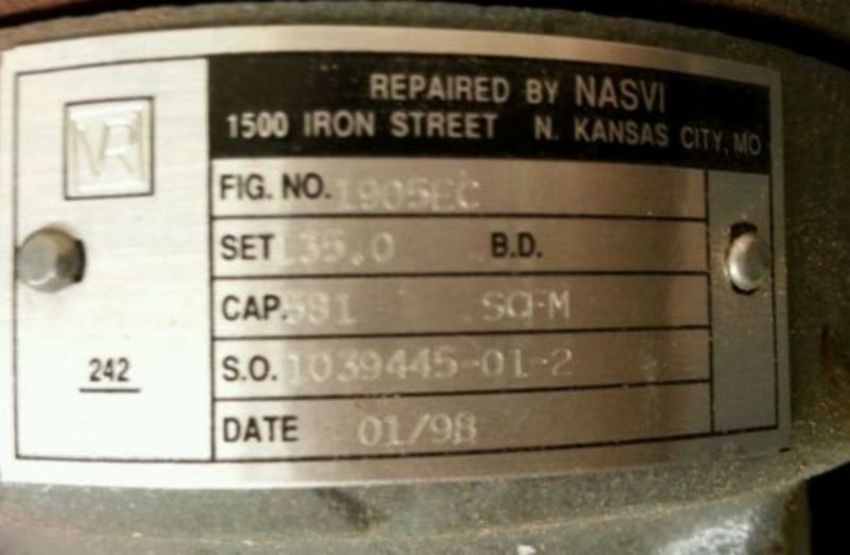 REPAIRED BY NASVI
1500 IRON STREET N. KANSAS CITY, MO
VR
FIG. NO. 1905EC
SET 135.0 B.D.
CAP. SCFM
242
S.O. 1039445-01-2
DATE 01/98